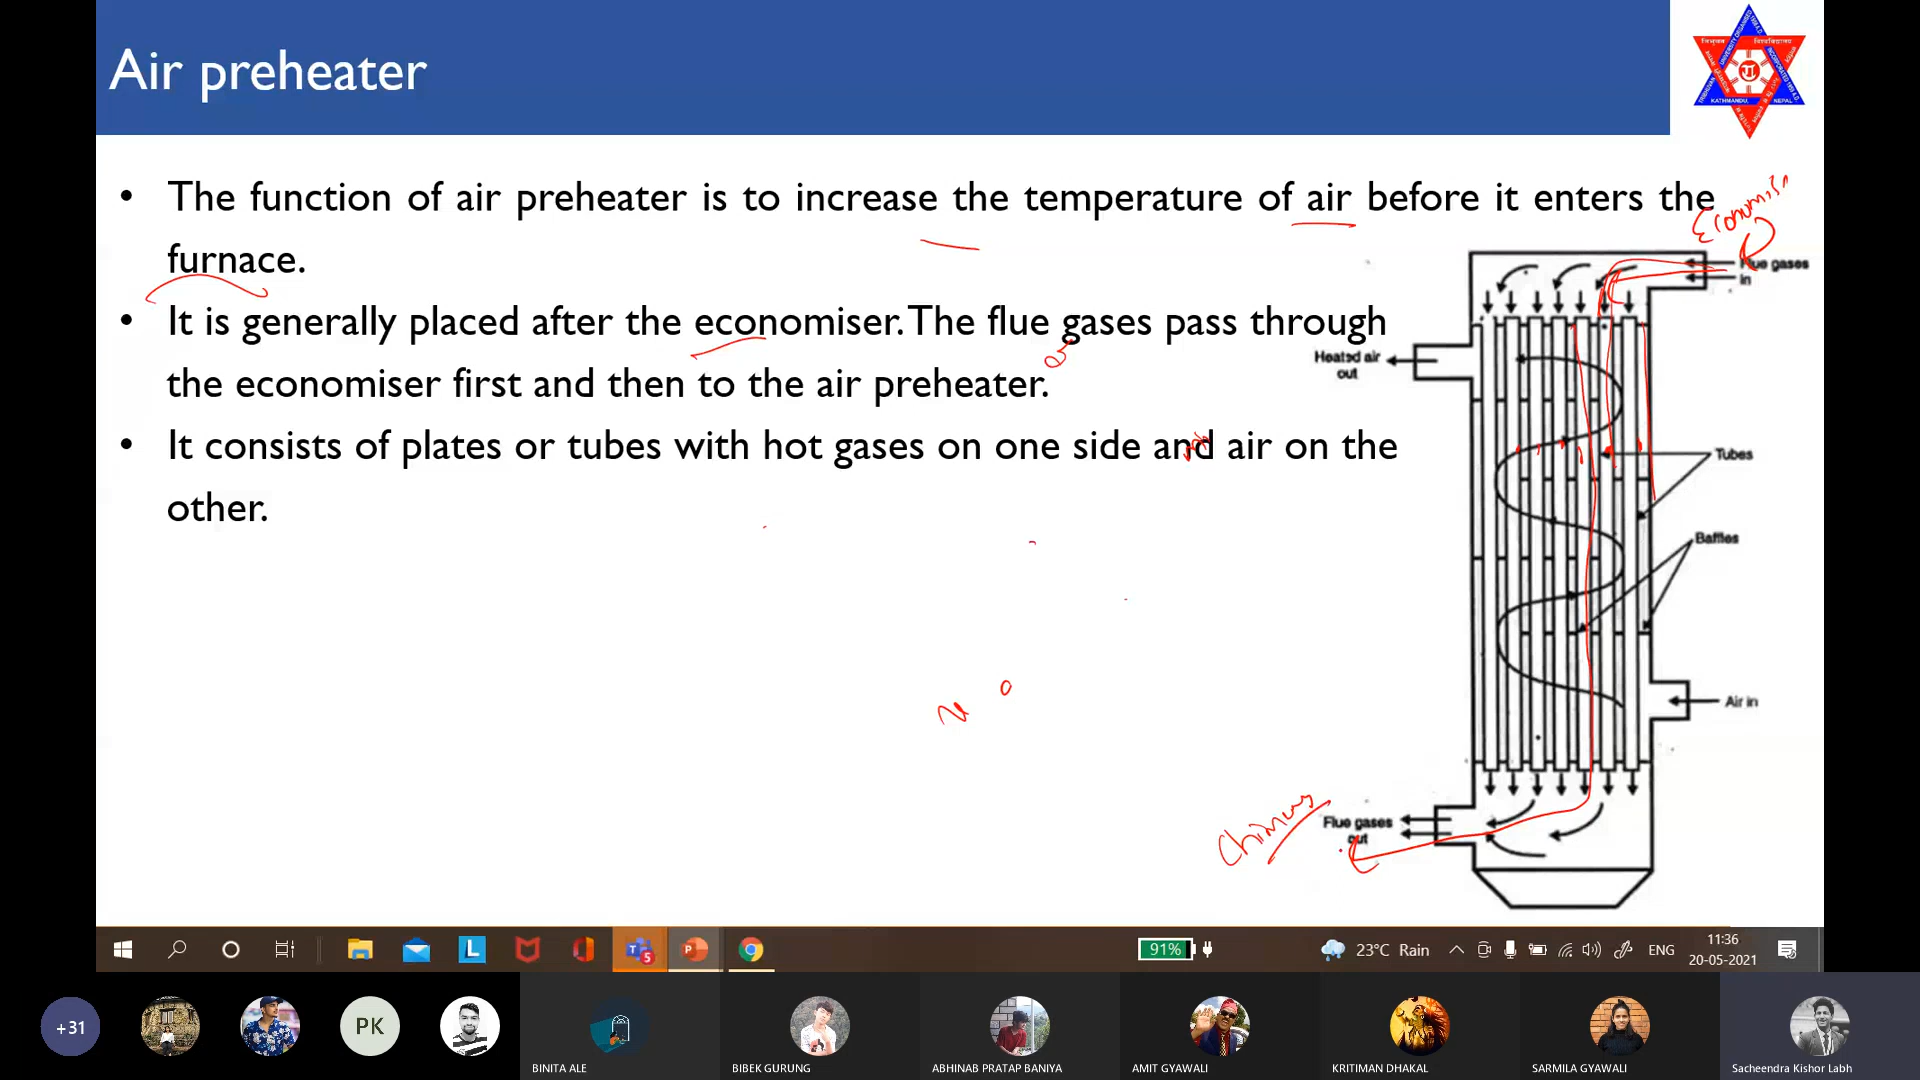 Air preheater
• The function of air preheater is to increase the temperature of air before it enters the
furnace.
• It is generally placed after the economiser. The flue gases pass through
the economiser first and then to the air preheater.
• It consists of plates or tubes with hot gases on one side and air on the
other.
Flue gases
in
Heated air
out
Tubes
Baffles
Air in
Flue gases
out
KATHMANDU, NEPAL
91%
23°C Rain
ENG
11:36
20-05-2021
+31
PK
BINITA ALE
BIBEK GURUNG
ABHINAB PRATAP BANIYA
AMIT GYAWALI
KRITIMAN DHAKAL
SARMILA GYAWALI
Sacheendra Kishor Labh